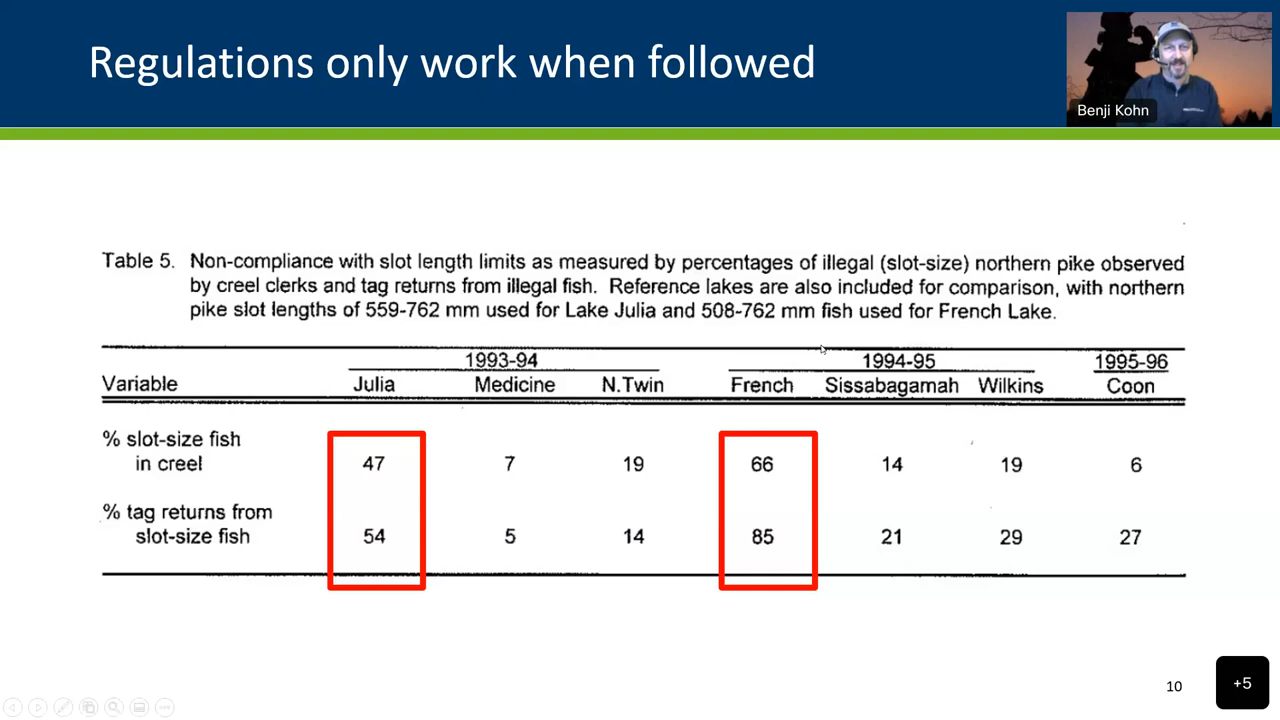 Regulations only work when followed
Benji Kohn
Table 5. Non-compliance with slot length limits as measured by percentages of illegal (slot-size) northern pike observed
by creel clerks and tag returns from illegal fish. Reference lakes are also included for comparison, with northern
pike slot lengths of 559-762 mm used for Lake Julia and 508-762 mm fish used for French Lake.
1993-94 1994-95 1995-96
Variable Julia Medicine N.Twin French Sissabagamah Wilkins Coon
% slot-size fish
in creel 47 7 19 66 14 19 6
% tag returns from
slot-size fish 54 5 14 85 21 29 27
10
+5